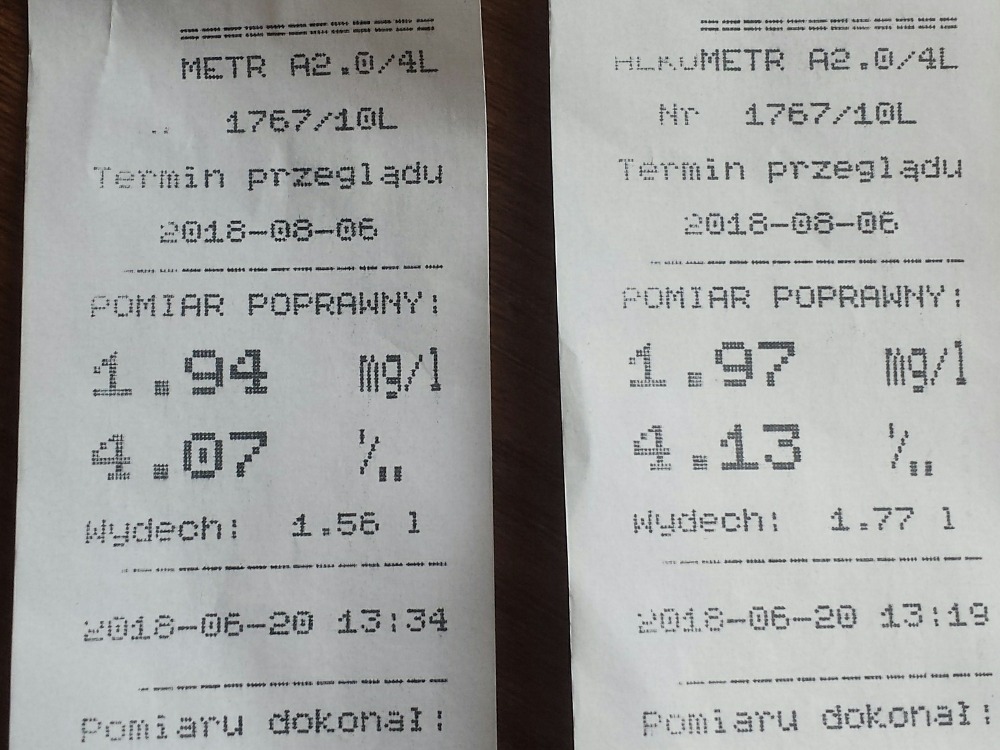 METR A2.0/4L
1767/10L
Termin przeglądu
2018-08-06
POMIAR POPRAWNY:
1.94 mg/l
4.07 ‰
Wydech: 1.56 l
2018-06-20 13:34
Pomiaru dokonał:
ALKOMETR A2.0/4L
Nr 1767/10L
Termin przeglądu
2018-08-06
POMIAR POPRAWNY:
1.97 mg/l
4.13 ‰
Wydech: 1.77 l
2018-06-20 13:19
Pomiaru dokonał: